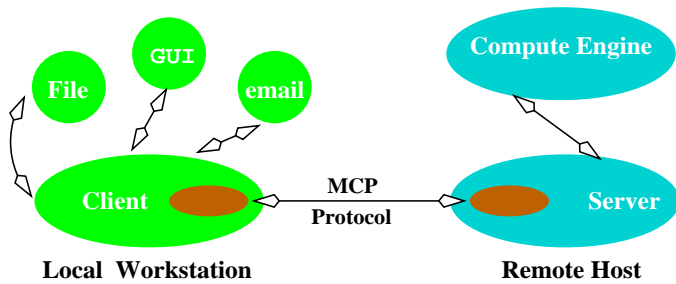 GUI
Compute Engine
File
email
MCP
Client
Server
Protocol
Local Workstation
Remote Host